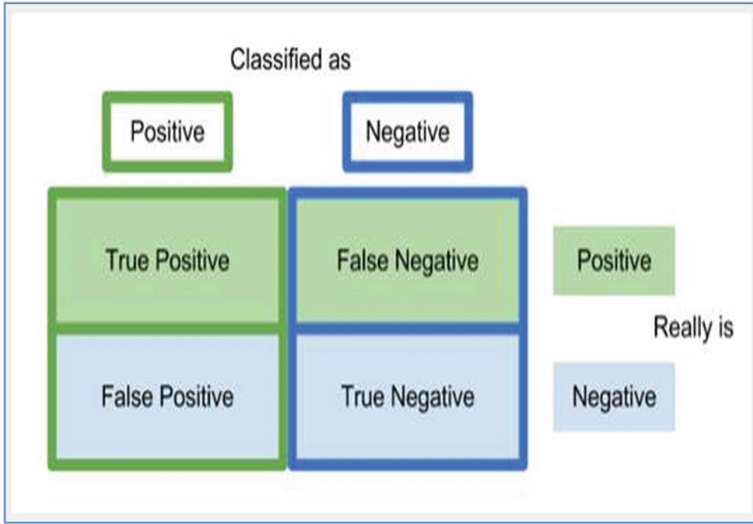 Classified as
Positive
Negative
True Positive
False Negative
Positive
Really is
False Positive
True Negative
Negative